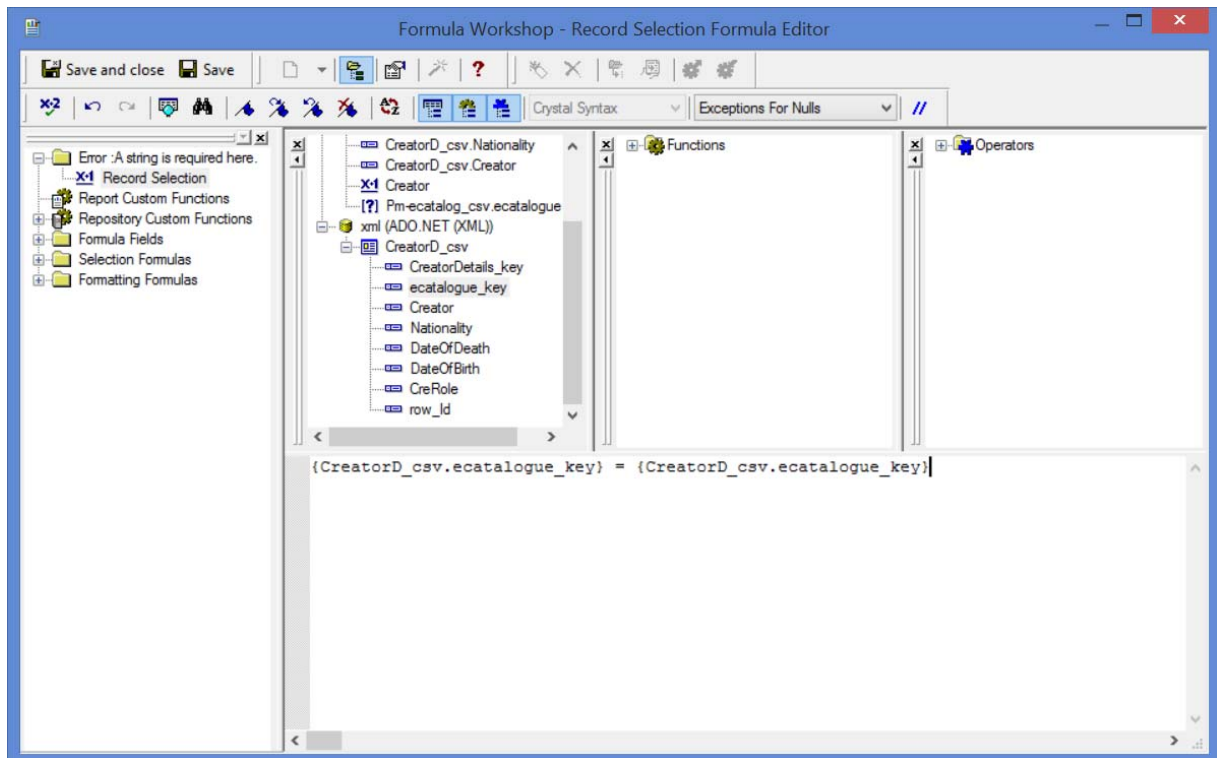 Formula Workshop - Record Selection Formula Editor
Save and close Save
Crystal Syntax Exceptions For Nulls //
Error :A string is required here.
Record Selection
Report Custom Functions
Repository Custom Functions
Formula Fields
Selection Formulas
Formatting Formulas
CreatorD_csv.Nationality
CreatorD_csv.Creator
Creator
Pm-ecatalog_csv.ecatalogue
xml (ADO.NET (XML))
CreatorD_csv
CreatorDetails_key
ecatalogue_key
Creator
Nationality
DateOfDeath
DateOfBirth
CreRole
row_Id
Functions
Operators
{CreatorD_csv.ecatalogue_key} = {CreatorD_csv.ecatalogue_key}